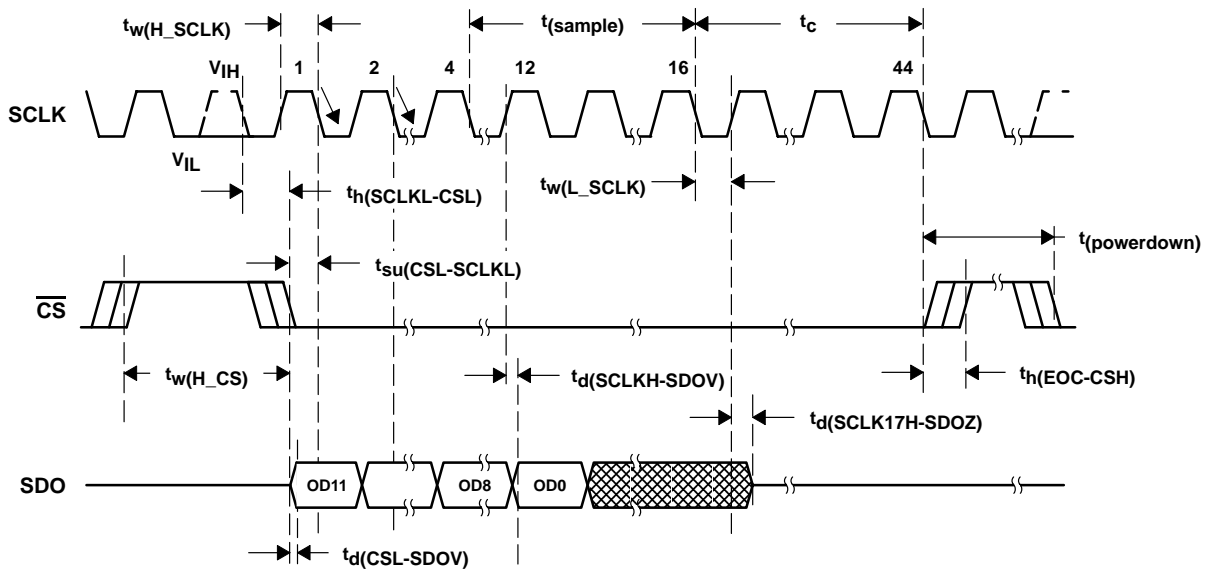 tw(H_SCLK)
t(sample)
tc
VIH
1
2
4
12
16
44
SCLK
VIL
th(SCLKL-CSL)
tw(L_SCLK)
t(powerdown)
tsu(CSL-SCLKL)
CS
tw(H_CS)
td(SCLKH-SDOV)
th(EOC-CSH)
td(SCLK17H-SDOZ)
SDO
OD11
OD8
OD0
td(CSL-SDOV)